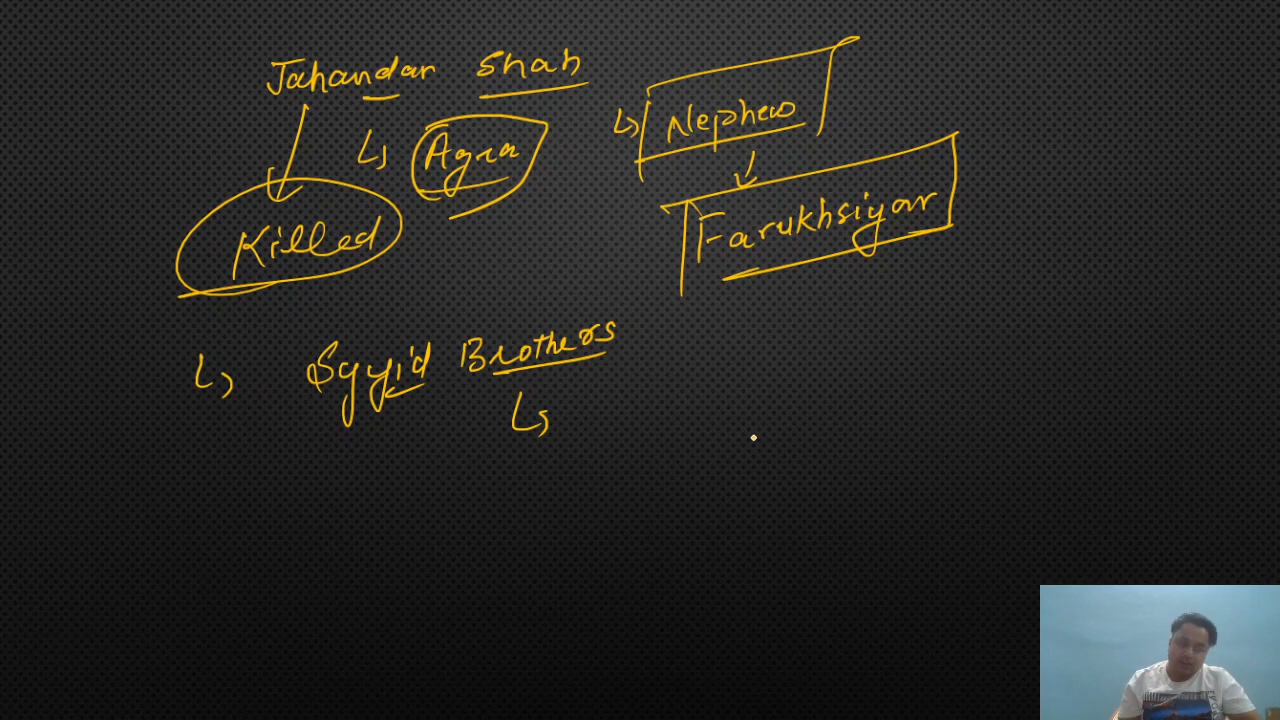 Jahandar Shah
↳ Agra
↳ Nephew
Farukhsiyar
Killed
↳ Syyid Brothers
↳